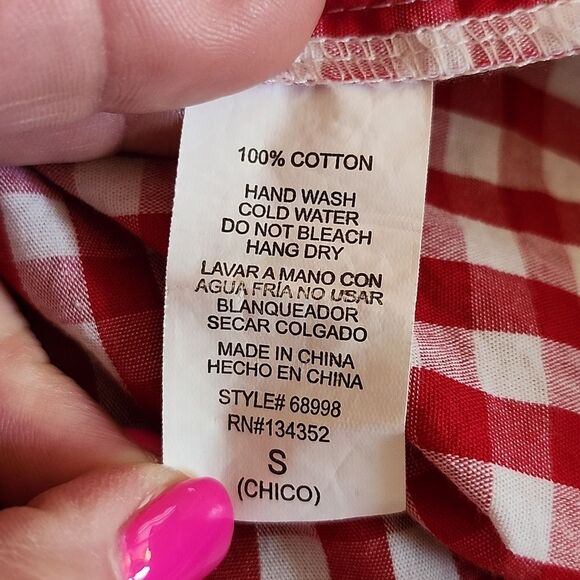 100% COTTON
HAND WASH
COLD WATER
DO NOT BLEACH
HANG DRY
LAVAR A MANO CON
AGUA FRÍA NO USAR
BLANQUEADOR
SECAR COLGADO
MADE IN CHINA
HECHO EN CHINA
STYLE# 68998
RN#134352
S
(CHICO)